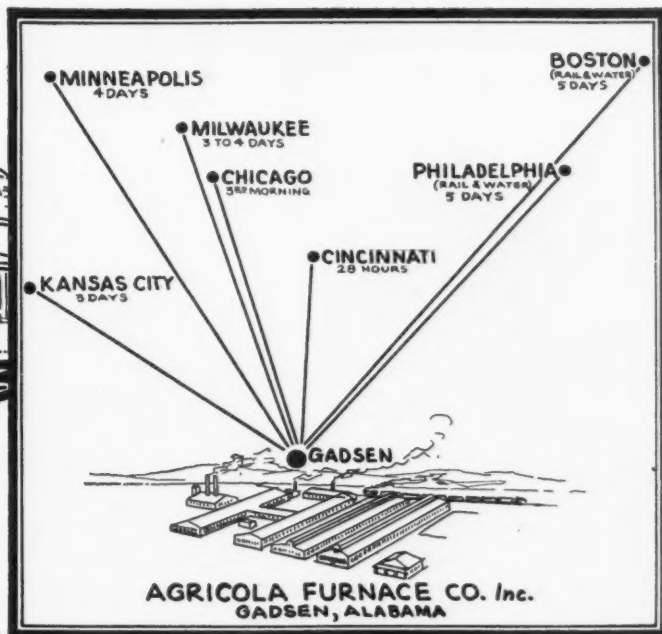 MINNEAPOLIS
4 DAYS
MILWAUKEE
3 TO 4 DAYS
CHICAGO
3RD MORNING
KANSAS CITY
3 DAYS
CINCINNATI
28 HOURS
BOSTON
(RAIL & WATER)
5 DAYS
PHILADELPHIA
(RAIL & WATER)
5 DAYS
GADSEN
AGRICOLA FURNACE CO. Inc.
GADSEN, ALABAMA